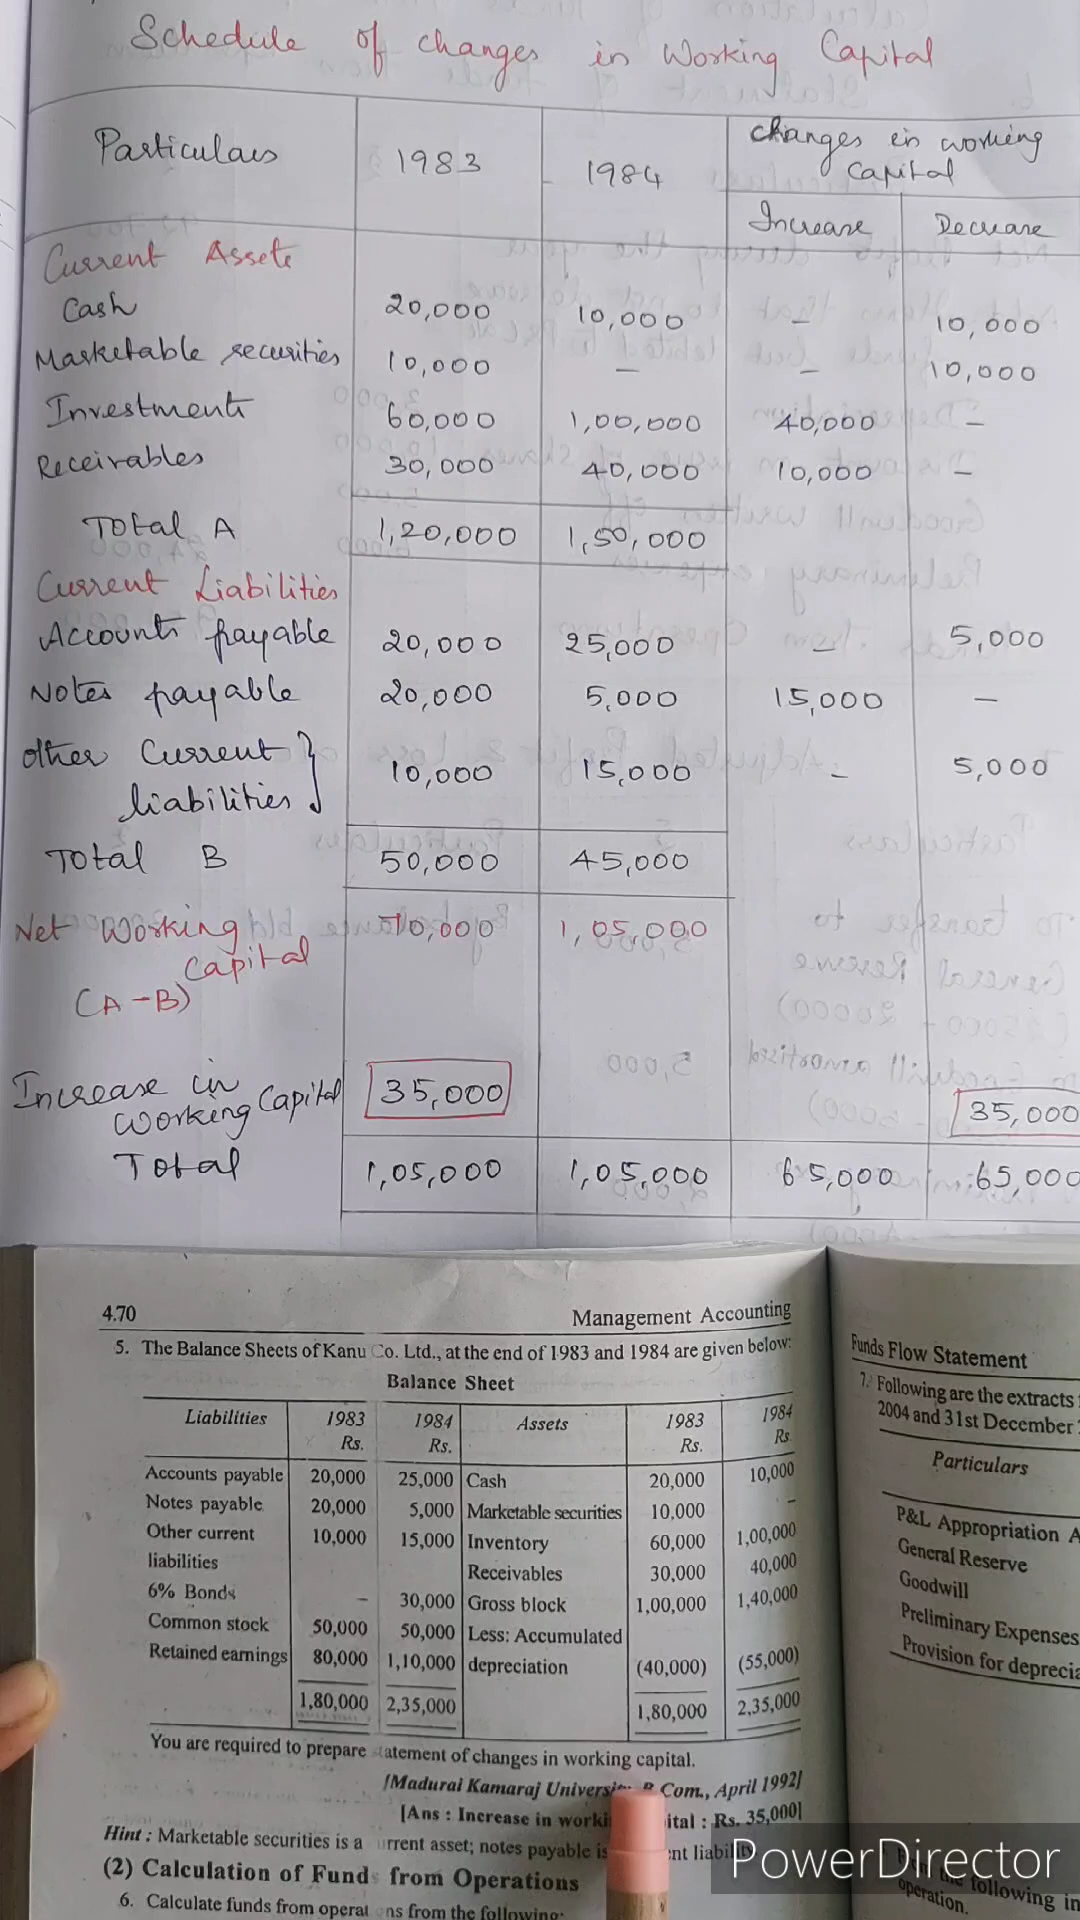 Schedule of changes in Working Capital
Particulars 1983 1984 changes in working capital
Increase Decrease
Current Assets
Cash 20,000 10,000 - 10,000
Marketable securities 10,000 - - 10,000
Investments 60,000 1,00,000 40,000 -
Receivables 30,000 40,000 10,000 -
Total A 1,20,000 1,50,000
Current Liabilities
Accounts payable 20,000 25,000 - 5,000
Notes payable 20,000 5,000 15,000 -
Other Current liabilities } 10,000 15,000 - 5,000
Total B 50,000 45,000
Net Working Capital (A-B) 70,000 1,05,000
Increase in Working Capital 35,000 35,000
Total 1,05,000 1,05,000 65,000 65,000
4.70 Management Accounting
5. The Balance Sheets of Kanu Co. Ltd., at the end of 1983 and 1984 are given below:
Balance Sheet
Liabilities 1983 1984 Assets 1983 1984
Rs. Rs. Rs. Rs.
Accounts payable 20,000 25,000 Cash 20,000 10,000
Notes payable 20,000 5,000 Marketable securities 10,000 -
Other current 10,000 15,000 Inventory 60,000 1,00,000
liabilities Receivables 30,000 40,000
6% Bonds - 30,000 Gross block 1,00,000 1,40,000
Common stock 50,000 50,000 Less: Accumulated
Retained earnings 80,000 1,10,000 depreciation (40,000) (55,000)
1,80,000 2,35,000 1,80,000 2,35,000
You are required to prepare statement of changes in working capital.
[Madurai Kamaraj University B.Com., April 1992]
[Ans : Increase in working capital : Rs. 35,000]
Hint : Marketable securities is a current asset; notes payable is liability
(2) Calculation of Funds from Operations
6. Calculate funds from operations from the following:
Funds Flow Statement
7. Following are the extracts
2004 and 31st December
Particulars
P&L Appropriation A
General Reserve
Goodwill
Preliminary Expenses
Provision for deprecia
the following in
operation.
PowerDirector